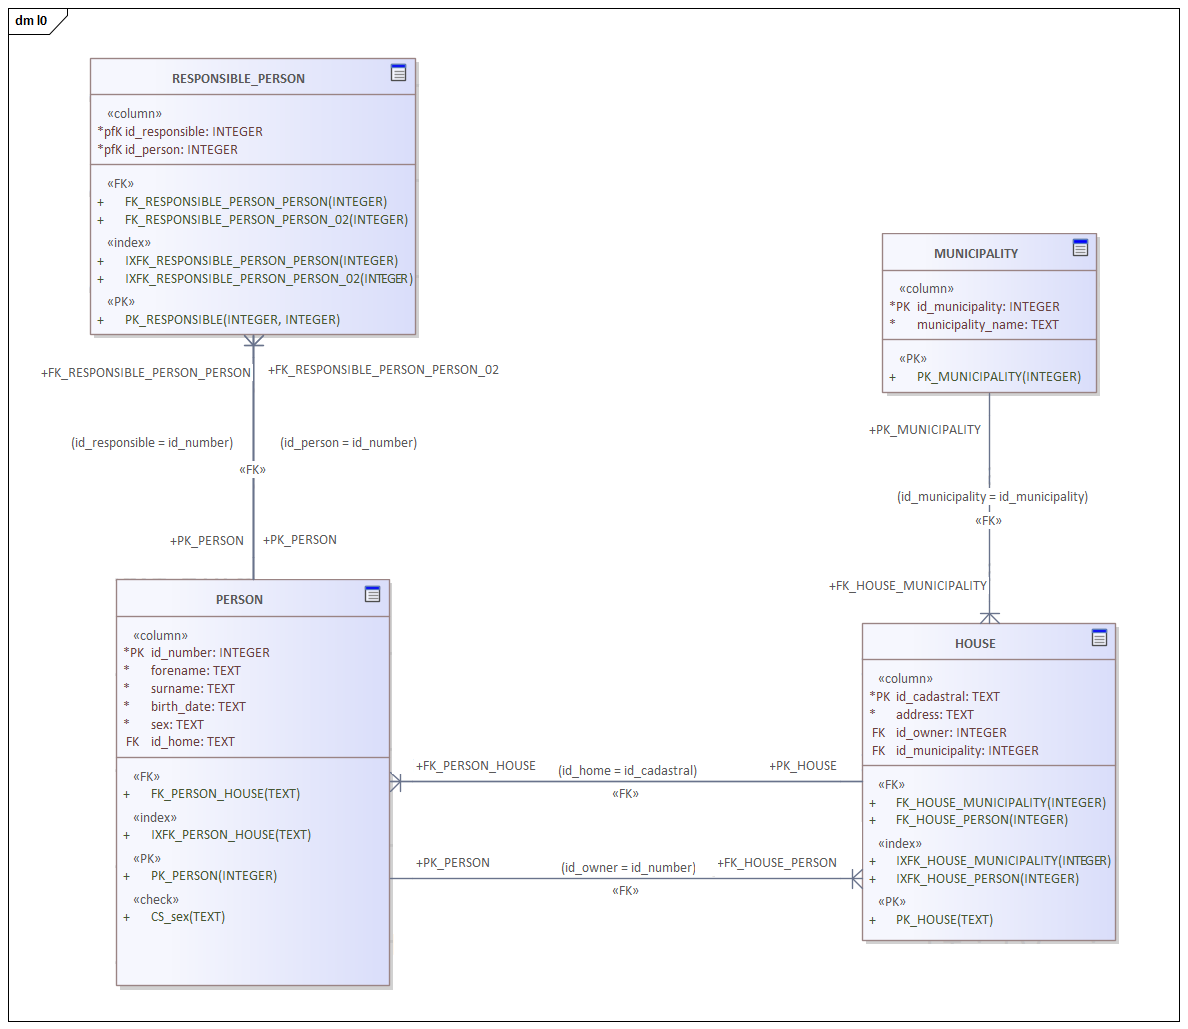 dm l0
RESPONSIBLE_PERSON
«column»
*pfK id_responsible: INTEGER
*pfK id_person: INTEGER
«FK»
+ FK_RESPONSIBLE_PERSON_PERSON(INTEGER)
+ FK_RESPONSIBLE_PERSON_PERSON_02(INTEGER)
«index»
+ IXFK_RESPONSIBLE_PERSON_PERSON(INTEGER)
+ IXFK_RESPONSIBLE_PERSON_PERSON_02(INTEGER)
«PK»
+ PK_RESPONSIBLE(INTEGER, INTEGER)
MUNICIPALITY
«column»
*PK id_municipality: INTEGER
* municipality_name: TEXT
«PK»
+ PK_MUNICIPALITY(INTEGER)
+FK_RESPONSIBLE_PERSON_PERSON
+FK_RESPONSIBLE_PERSON_PERSON_02
(id_responsible = id_number)
(id_person = id_number)
«FK»
+PK_PERSON
+PK_PERSON
+PK_MUNICIPALITY
(id_municipality = id_municipality)
«FK»
+FK_HOUSE_MUNICIPALITY
PERSON
«column»
*PK id_number: INTEGER
* forename: TEXT
* surname: TEXT
* birth_date: TEXT
* sex: TEXT
FK id_home: TEXT
«FK»
+ FK_PERSON_HOUSE(TEXT)
«index»
+ IXFK_PERSON_HOUSE(TEXT)
«PK»
+ PK_PERSON(INTEGER)
«check»
+ CS_sex(TEXT)
+FK_PERSON_HOUSE
(id_home = id_cadastral)
+PK_HOUSE
«FK»
+PK_PERSON
(id_owner = id_number)
+FK_HOUSE_PERSON
«FK»
HOUSE
«column»
*PK id_cadastral: TEXT
* address: TEXT
FK id_owner: INTEGER
FK id_municipality: INTEGER
«FK»
+ FK_HOUSE_MUNICIPALITY(INTEGER)
+ FK_HOUSE_PERSON(INTEGER)
«index»
+ IXFK_HOUSE_MUNICIPALITY(INTEGER)
+ IXFK_HOUSE_PERSON(INTEGER)
«PK»
+ PK_HOUSE(TEXT)